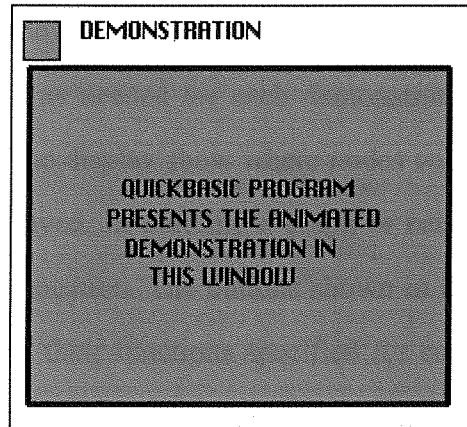 DEMONSTRATION
QUICKBASIC PROGRAM
PRESENTS THE ANIMATED
DEMONSTRATION IN
THIS WINDOW